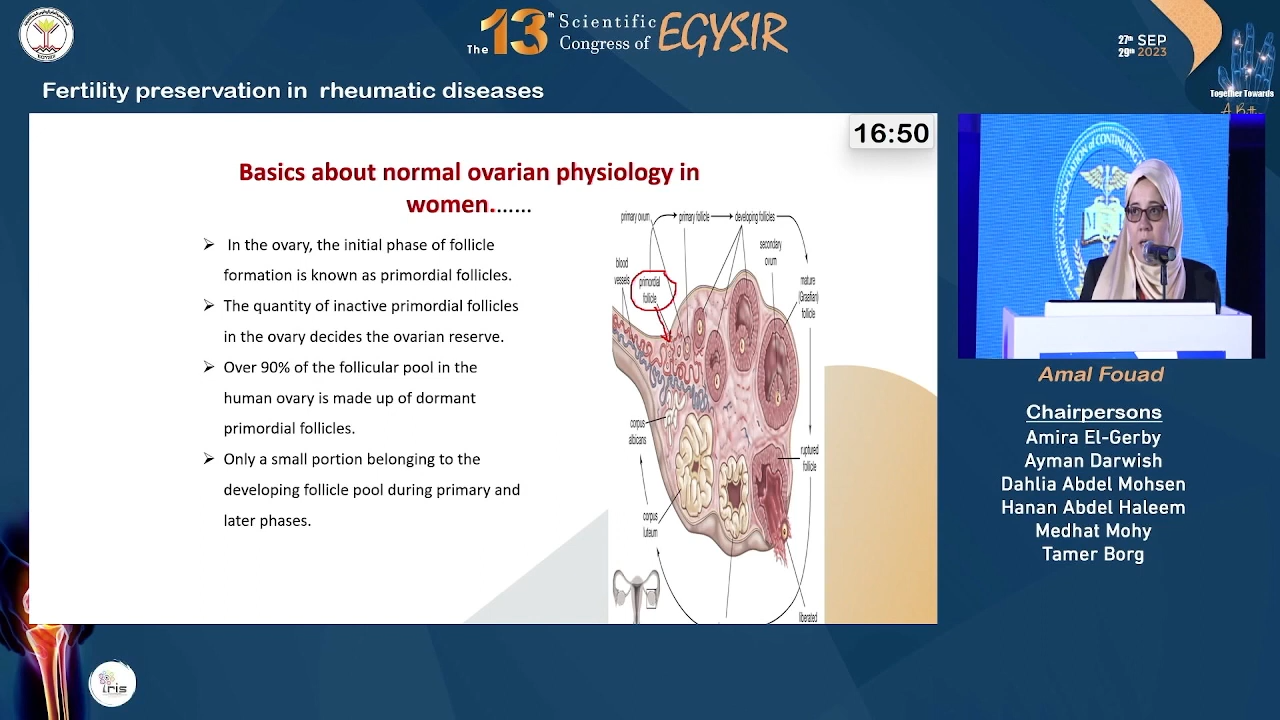 The 13th Scientific
Congress of EGYSIR
27th SEP
29th 2023
Together Towards
Fertility preservation in rheumatic diseases
16:50
Basics about normal ovarian physiology in
women.......
➢ In the ovary, the initial phase of follicle
formation is known as primordial follicles.
➢ The quantity of inactive primordial follicles
in the ovary decides the ovarian reserve.
➢ Over 90% of the follicular pool in the
human ovary is made up of dormant
primordial follicles.
➢ Only a small portion belonging to the
developing follicle pool during primary and
later phases.
primary ovum
primary follicle
developing follicles
secondary
ovum
blood
vessels
primordial
follicle
mature
(Graafian)
follicle
corpus
albicans
ruptured
follicle
corpus
luteum
liberated
AMERICAN ASSOCIATION of CONTINUING
Amal Fouad
Chairpersons
Amira El-Gerby
Ayman Darwish
Dahlia Abdel Mohsen
Hanan Abdel Haleem
Medhat Mohy
Tamer Borg
iris